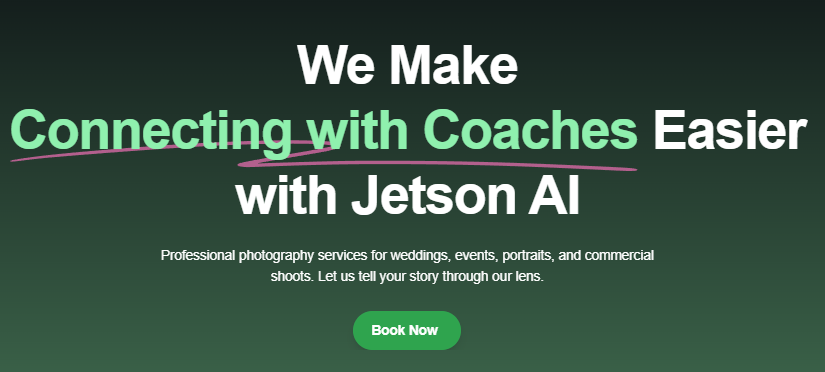 We Make
Connecting with Coaches Easier
with Jetson AI
Professional photography services for weddings, events, portraits, and commercial
shoots. Let us tell your story through our lens.
Book Now